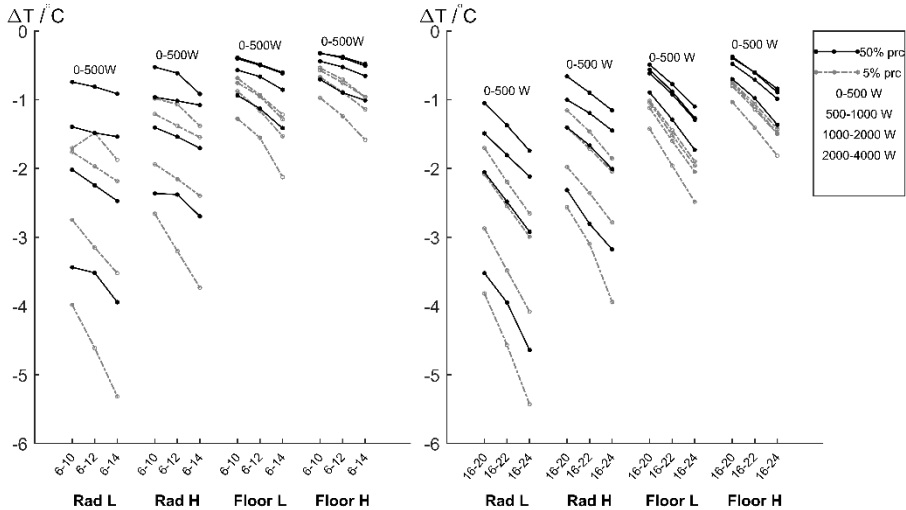 ΔT /°C
0
-1
-2
-3
-4
-5
-6
0-500W
0-500W
0-500W
0-500W
6-10
6-12
6-14
6-10
6-12
6-14
6-10
6-12
6-14
6-10
6-12
6-14
Rad L
Rad H
Floor L
Floor H
ΔT /°C
0
-1
-2
-3
-4
-5
-6
0-500 W
0-500 W
0-500 W
0-500 W
16-20
16-22
16-24
16-20
16-22
16-24
16-20
16-22
16-24
16-20
16-22
16-24
Rad L
Rad H
Floor L
Floor H
50% prc
5% prc
0-500 W
500-1000 W
1000-2000 W
2000-4000 W